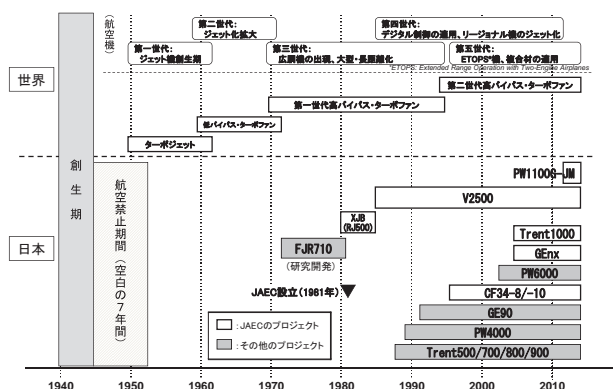 (航空機)
第一世代:
ジェット機創生期
第二世代:
ジェット化拡大
第三世代:
広胴機の出現、大型・長距離化
第四世代:
デジタル制御の適用、リージョナル機のジェット化
第五世代:
ETOPS*機、複合材の適用
*ETOPS: Extended Range Operation with Two-Engine Airplanes
世界
第二世代高バイパス・ターボファン
第一世代高バイパス・ターボファン
低バイパス・ターボファン
ターボジェット
創生期
航空禁止期間(空白の7年間)
日本
PW1100G-JM
V2500
XJB
(RJ500)
FJR710
(研究開発)
Trent1000
GEnx
PW6000
JAEC設立(1981年)
CF34-8/-10
GE90
PW4000
Trent500/700/800/900
:JAECのプロジェクト
:その他のプロジェクト
1940 1950 1960 1970 1980 1990 2000 2010